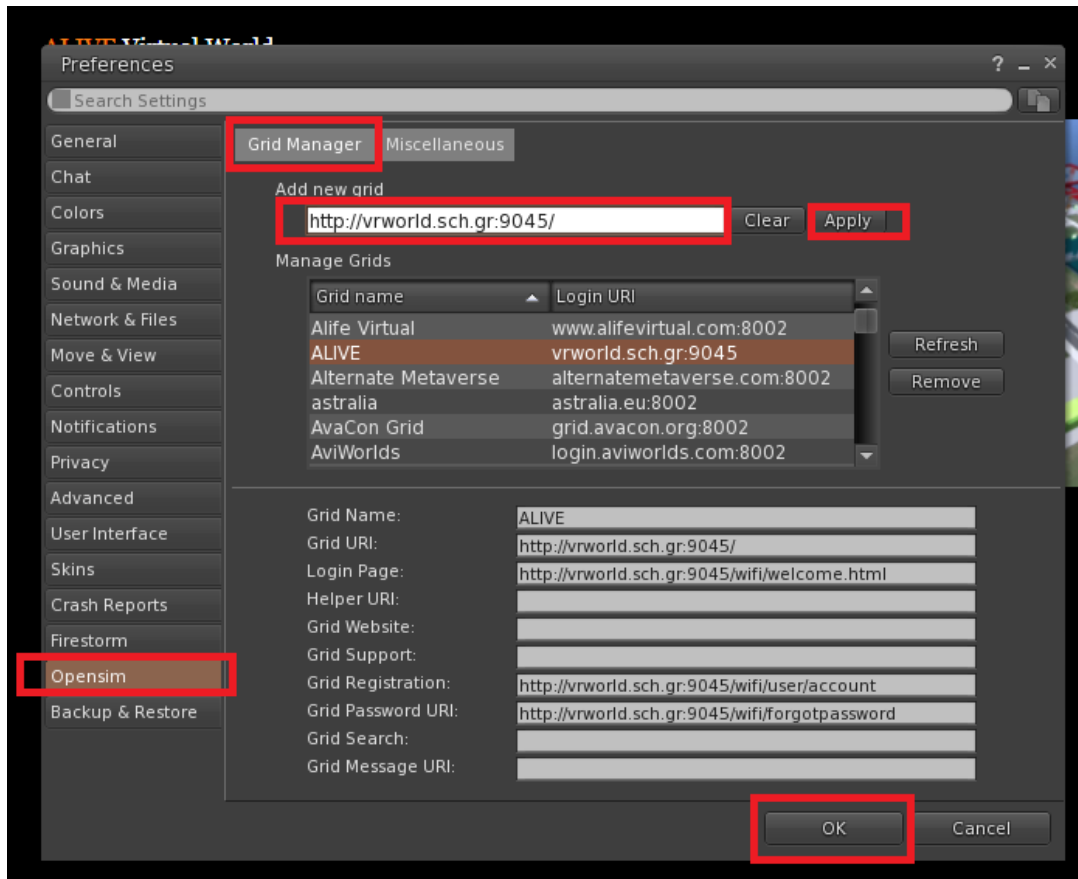 ALIVE Virtual World
Preferences ? _ ×
Search Settings
General
Chat
Colors
Graphics
Sound & Media
Network & Files
Move & View
Controls
Notifications
Privacy
Advanced
User Interface
Skins
Crash Reports
Firestorm
Opensim
Backup & Restore
Grid Manager Miscellaneous
Add new grid
http://vrworld.sch.gr:9045/ Clear Apply
Manage Grids
Grid name Login URI
Alife Virtual www.alifevirtual.com:8002
ALIVE vrworld.sch.gr:9045
Alternate Metaverse alternatemetaverse.com:8002
astralia astralia.eu:8002
AvaCon Grid grid.avacon.org:8002
AviWorlds login.aviworlds.com:8002
Refresh
Remove
Grid Name: ALIVE
Grid URI: http://vrworld.sch.gr:9045/
Login Page: http://vrworld.sch.gr:9045/wifi/welcome.html
Helper URI:
Grid Website:
Grid Support:
Grid Registration: http://vrworld.sch.gr:9045/wifi/user/account
Grid Password URI: http://vrworld.sch.gr:9045/wifi/forgotpassword
Grid Search:
Grid Message URI:
OK Cancel